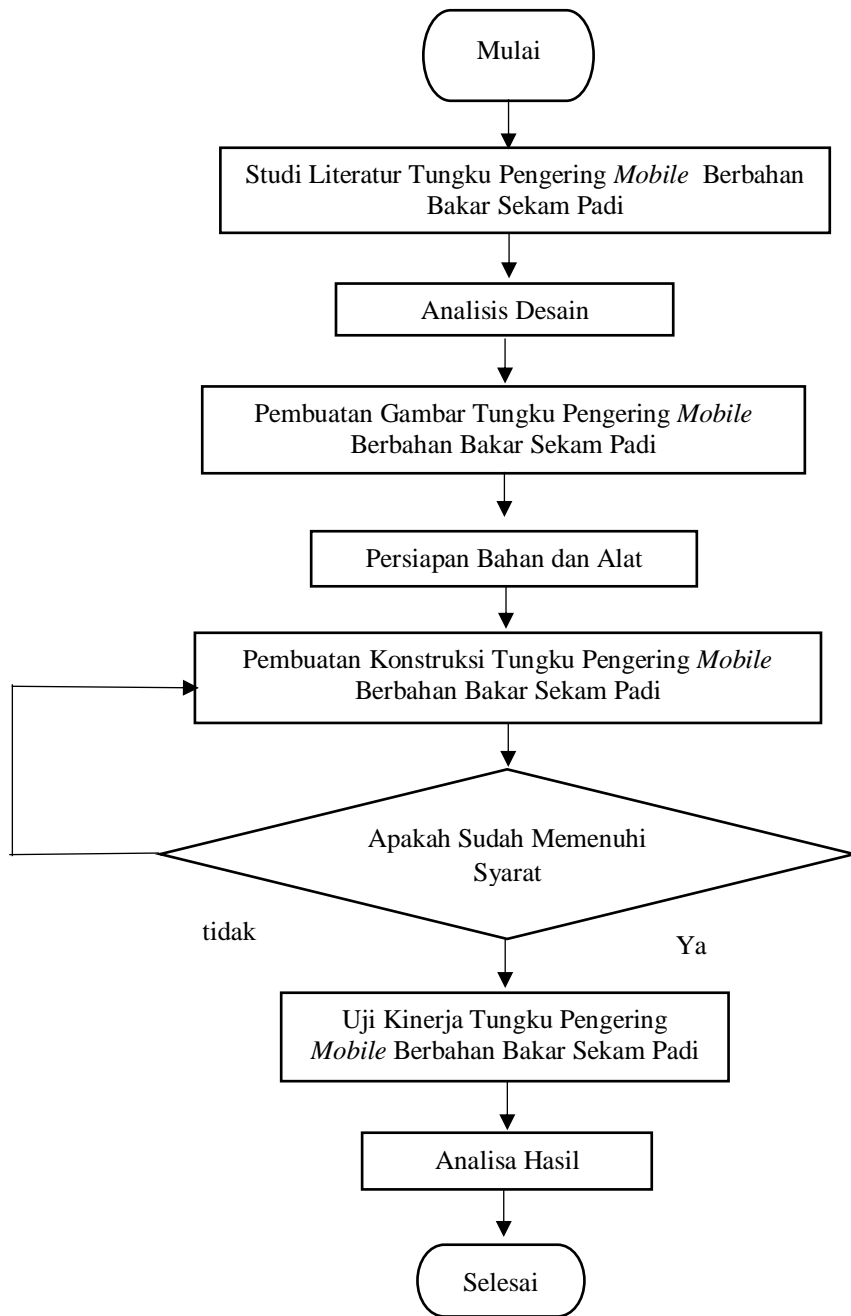 Mulai
Studi Literatur Tungku Pengering Mobile Berbahan
Bakar Sekam Padi
Analisis Desain
Pembuatan Gambar Tungku Pengering Mobile
Berbahan Bakar Sekam Padi
Persiapan Bahan dan Alat
Pembuatan Konstruksi Tungku Pengering Mobile
Berbahan Bakar Sekam Padi
Apakah Sudah Memenuhi
Syarat
tidak
Ya
Uji Kinerja Tungku Pengering
Mobile Berbahan Bakar Sekam Padi
Analisa Hasil
Selesai